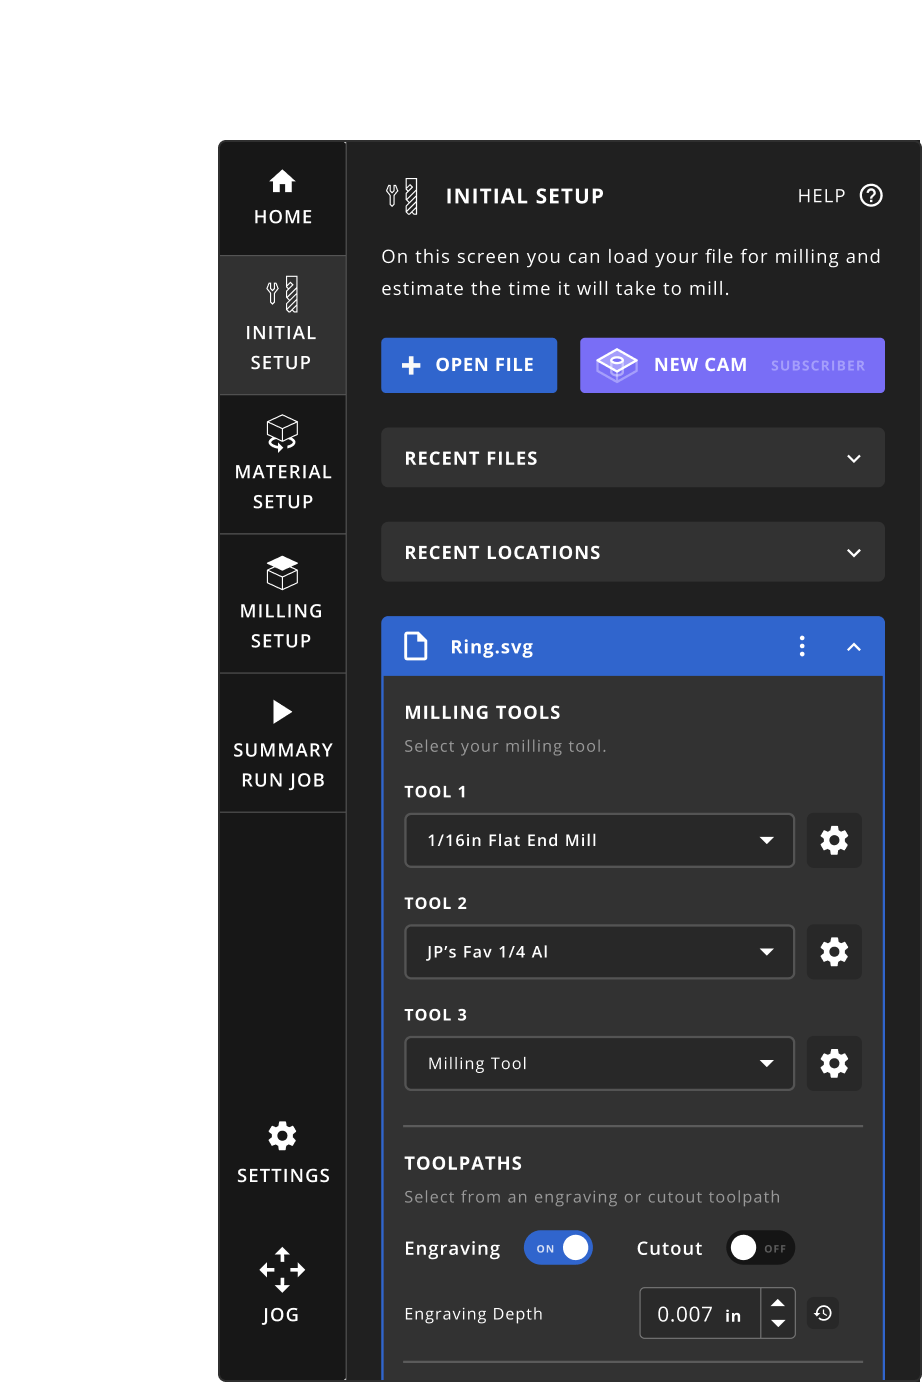 HOME
INITIAL
SETUP
MATERIAL
SETUP
MILLING
SETUP
SUMMARY
RUN JOB
SETTINGS
JOG
INITIAL SETUP
HELP ?
On this screen you can load your file for milling and
estimate the time it will take to mill.
OPEN FILE
NEW CAM SUBSCRIBER
RECENT FILES
RECENT LOCATIONS
Ring.svg
MILLING TOOLS
Select your milling tool.
TOOL 1
1/16in Flat End Mill
TOOL 2
JP’s Fav 1/4 Al
TOOL 3
Milling Tool
TOOLPATHS
Select from an engraving or cutout toolpath
Engraving ON Cutout OFF
Engraving Depth 0.007 in